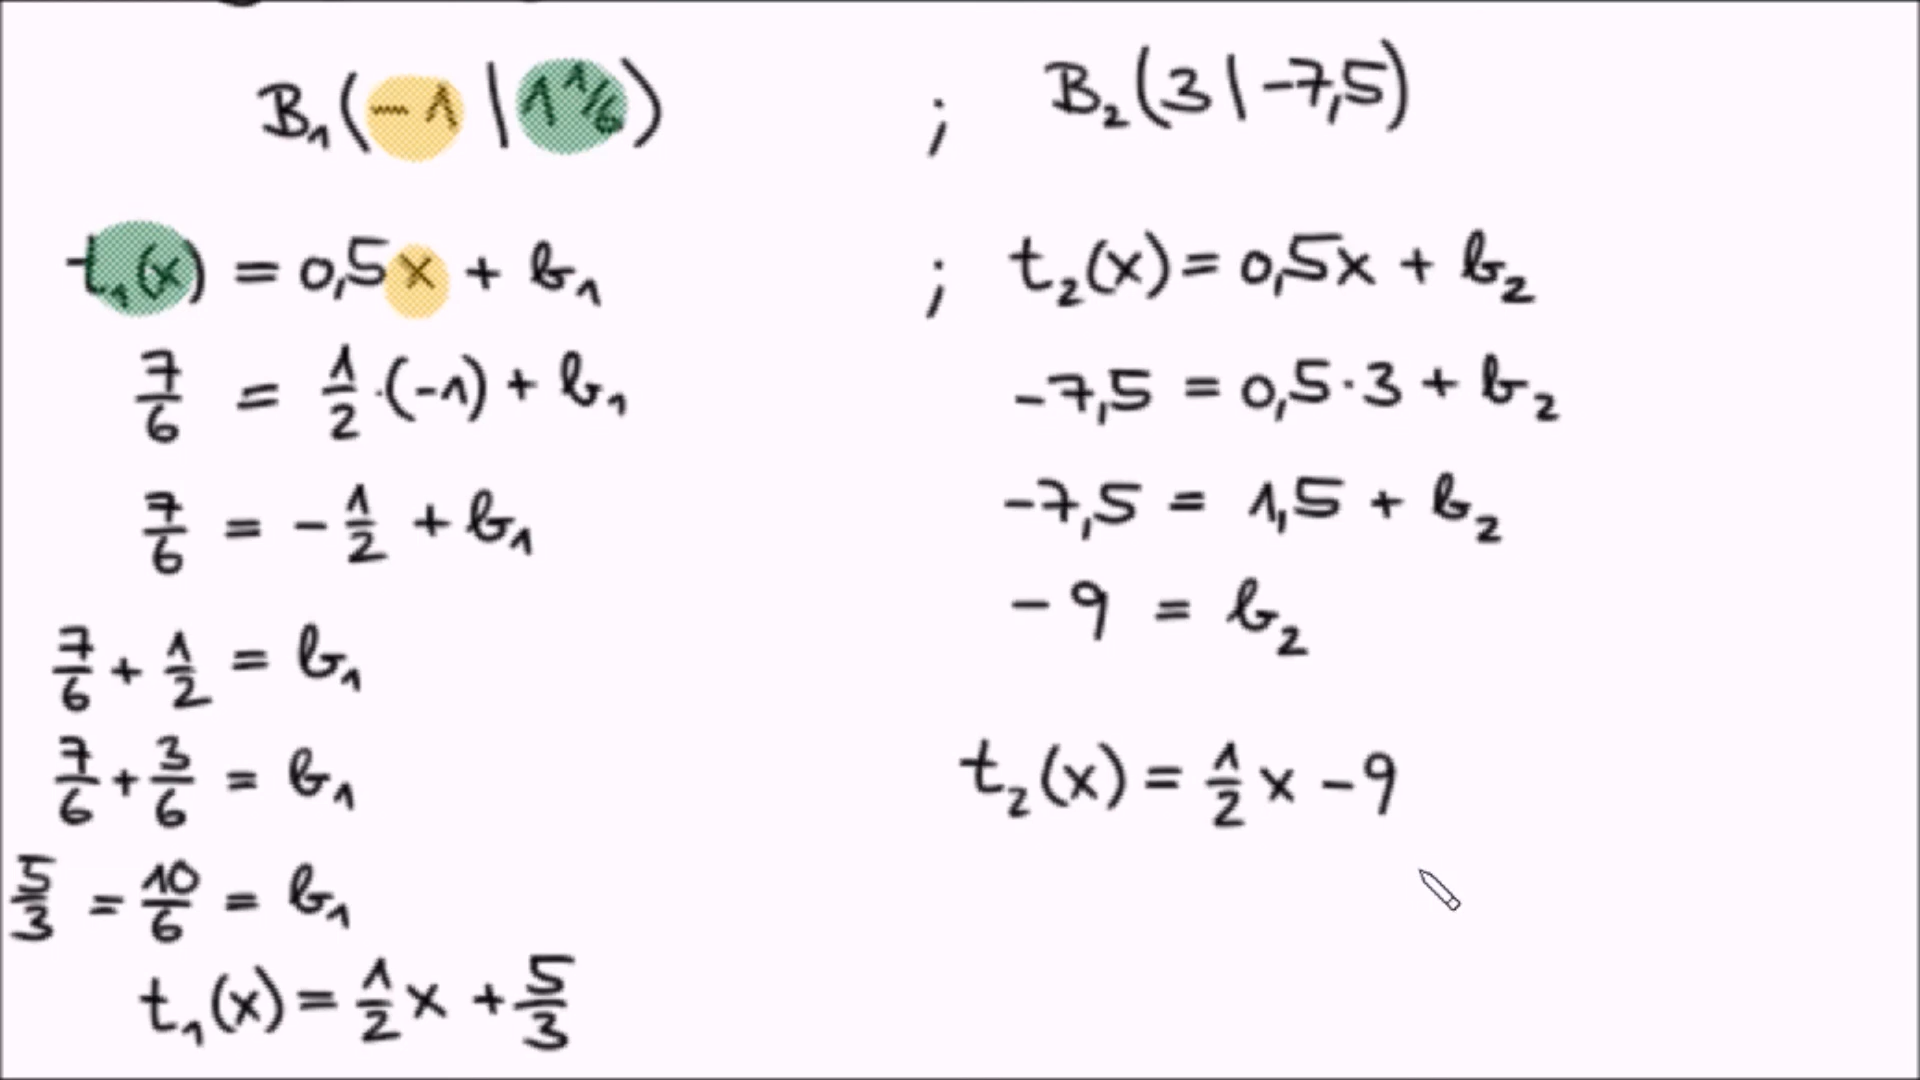 B₁(-1 | 1 1/6) ; B₂(3 | -7,5)
t₁(x) = 0,5x + b₁ ; t₂(x) = 0,5x + b₂
7/6 = 1/2 · (-1) + b₁
-7,5 = 0,5 · 3 + b₂
7/6 = - 1/2 + b₁
-7,5 = 1,5 + b₂
7/6 + 1/2 = b₁
-9 = b₂
7/6 + 3/6 = b₁
t₂(x) = 1/2 x - 9
5/3 = 10/6 = b₁
t₁(x) = 1/2 x + 5/3